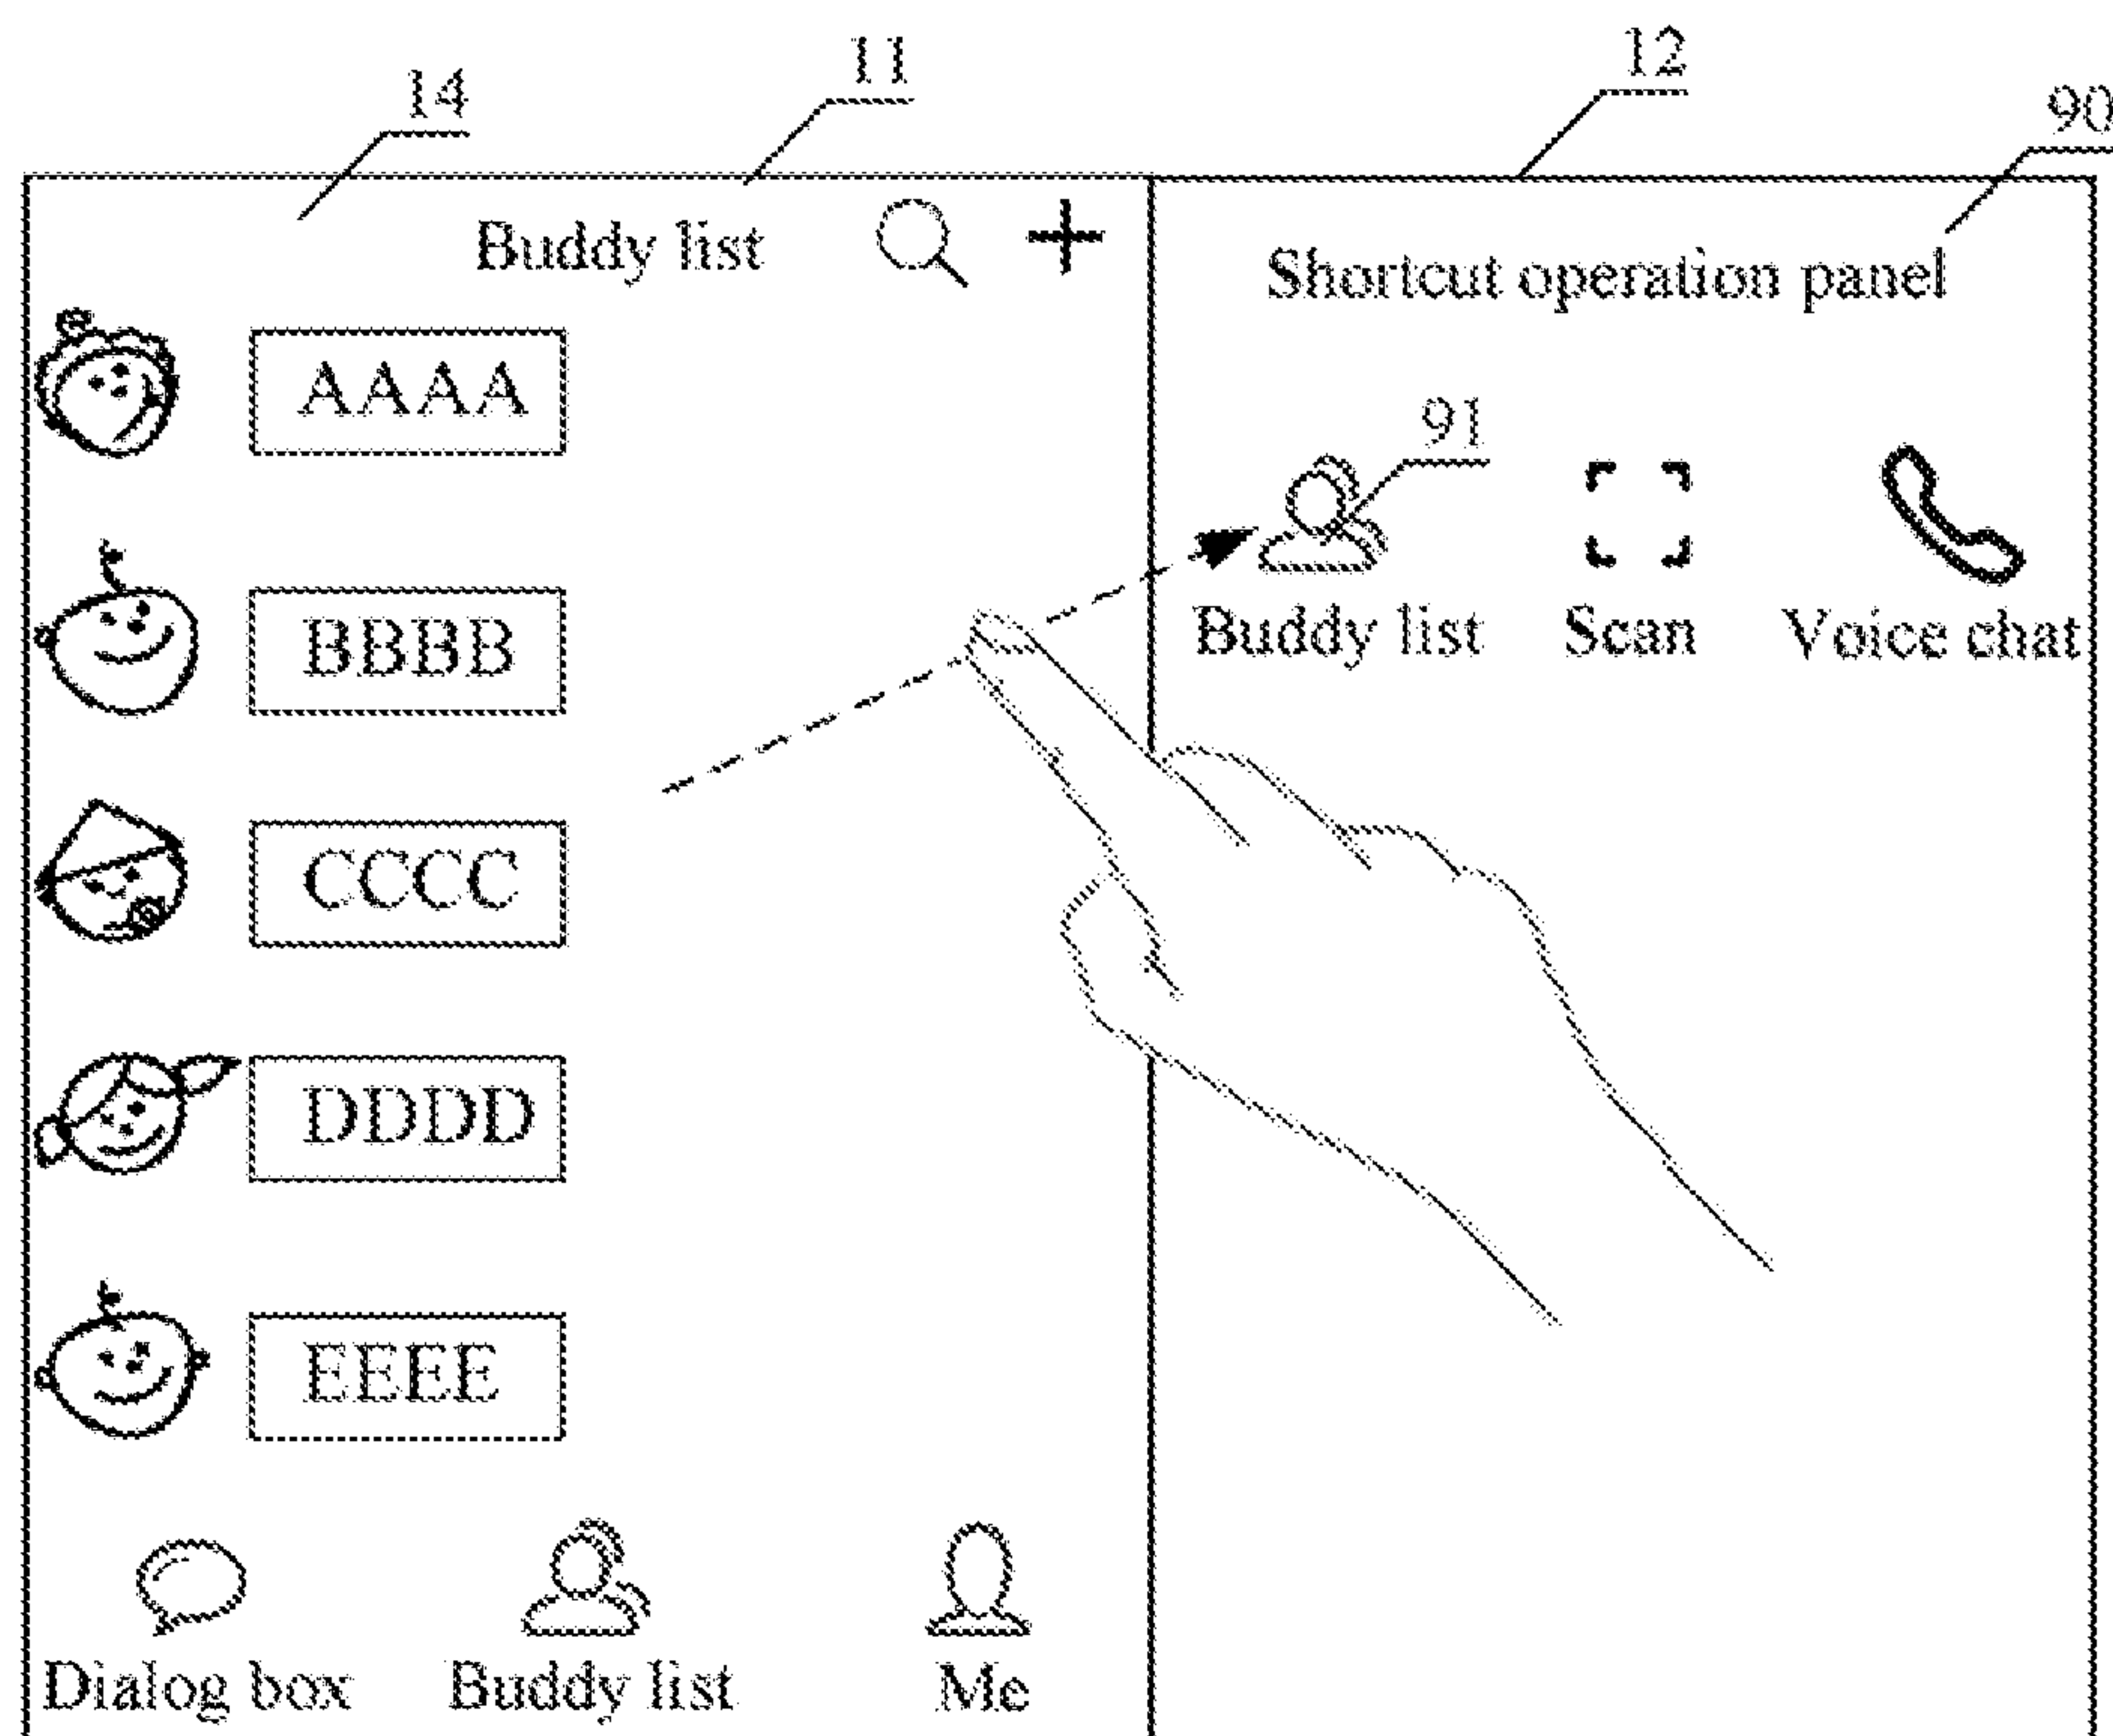 14
11
12
90
Buddy list
Shortcut operation panel
AAAA
91
BBBB
Buddy list
Scan
Voice chat
CCCC
DDDD
EEEE
Dialog box
Buddy list
Me